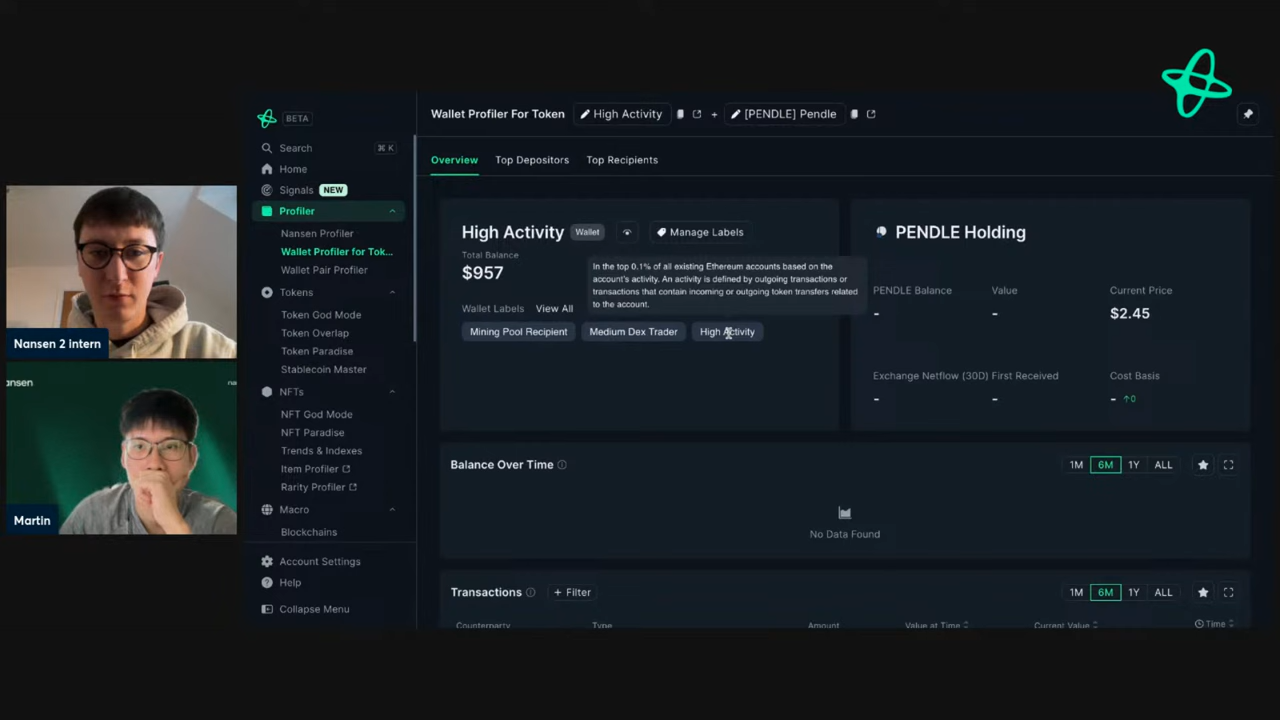 BETA
Search
⌘ K
Home
Signals NEW
Profiler
Nansen Profiler
Wallet Profiler for Tok...
Wallet Pair Profiler
Tokens
Token God Mode
Token Overlap
Token Paradise
Stablecoin Master
NFTs
NFT God Mode
NFT Paradise
Trends & Indexes
Item Profiler
Rarity Profiler
Macro
Blockchains
Account Settings
Help
Collapse Menu
Wallet Profiler For Token High Activity + [PENDLE] Pendle
Overview Top Depositors Top Recipients
High Activity Wallet Manage Labels
Total Balance
$957
In the top 0.1% of all existing Ethereum accounts based on the
account's activity. An activity is defined by outgoing transactions or
transactions that contain incoming or outgoing token transfers related
to the account.
Wallet Labels View All
Mining Pool Recipient Medium Dex Trader High Activity
PENDLE Holding
PENDLE Balance Value Current Price
- - $2.45
Exchange Netflow (30D) First Received Cost Basis
- - - ↑0
Balance Over Time 1M 6M 1Y ALL
No Data Found
Transactions + Filter 1M 6M 1Y ALL
Counterparty Type Amount Value at Time Current Value Time
Nansen 2 Intern
ansen
na
Martin